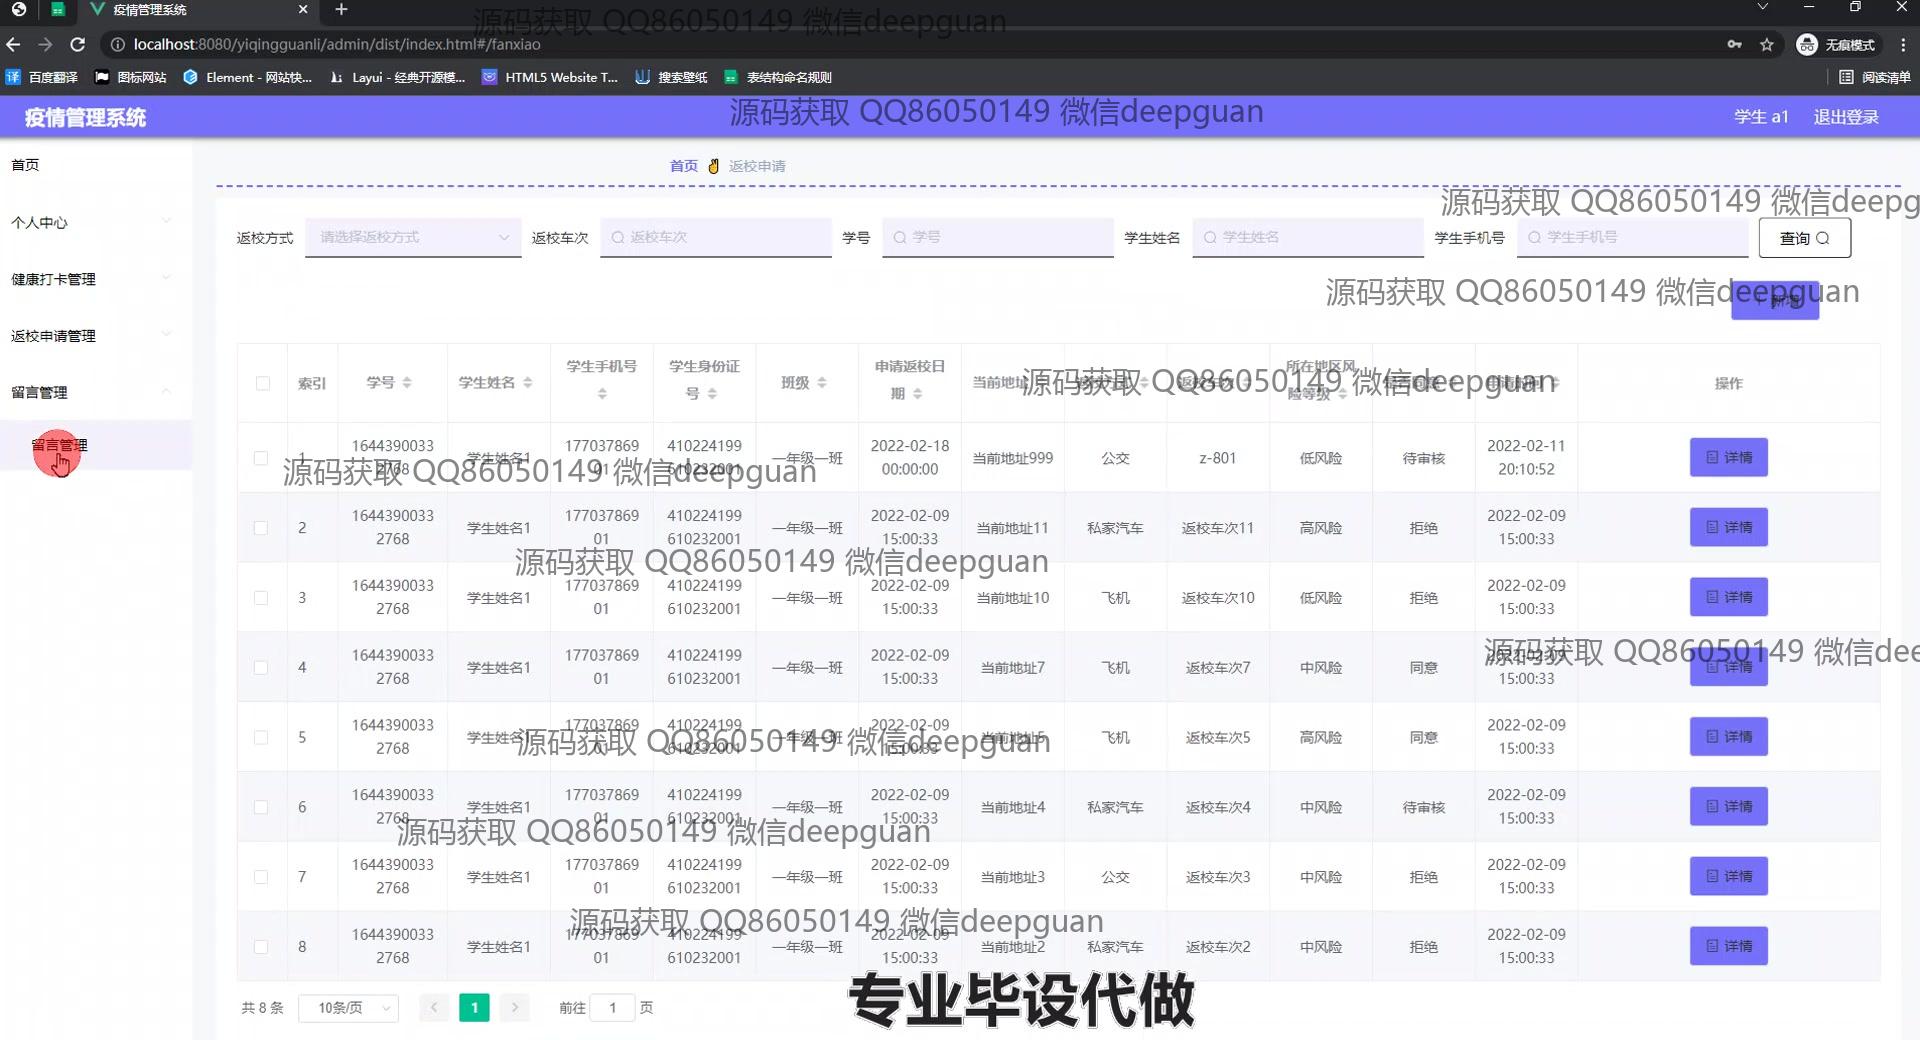 疫情管理系统
源码获取 QQ86050149 微信deepguan
localhost:8080/yiqingguanli/admin/dist/index.html#/fanxiao
无痕模式
译 百度翻译
图标网站
Element - 网站快...
Layui - 经典开源模...
HTML5 Website T...
搜索壁纸
表结构命名规则
阅读清单
疫情管理系统
源码获取 QQ86050149 微信deepguan
学生 a1
退出登录
首页
个人中心
健康打卡管理
返校申请管理
留言管理
留言管理
首页 返校申请
源码获取 QQ86050149 微信deepg
返校方式 请选择返校方式 返校车次 返校车次 学号 学号 学生姓名 学生姓名 学生手机号 学生手机号 查询
源码获取 QQ86050149 微信deepguan
新增
索引 学号 学生姓名 学生手机号 学生身份证号 班级 申请返校日期 当前地址 所在地区风险等级 操作
源码获取 QQ86050149 微信deepguan
1 16443900332768 学生姓名1 17703786901 410224199610232001 一年级一班 2022-02-18 00:00:00 当前地址999 公交 z-801 低风险 待审核 2022-02-11 20:10:52 详情
源码获取 QQ86050149 微信deepguan
2 16443900332768 学生姓名1 17703786901 410224199610232001 一年级一班 2022-02-09 15:00:33 当前地址11 私家汽车 返校车次11 高风险 拒绝 2022-02-09 15:00:33 详情
源码获取 QQ86050149 微信deepguan
3 16443900332768 学生姓名1 17703786901 410224199610232001 一年级一班 2022-02-09 15:00:33 当前地址10 飞机 返校车次10 低风险 拒绝 2022-02-09 15:00:33 详情
源码获取 QQ86050149 微信dee
4 16443900332768 学生姓名1 17703786901 410224199610232001 一年级一班 2022-02-09 15:00:33 当前地址7 飞机 返校车次7 中风险 同意 2022-02-09 15:00:33 详情
5 16443900332768 学生姓名1 17703786901 410224199610232001 一年级一班 2022-02-09 15:00:33 当前地址5 飞机 返校车次5 高风险 同意 2022-02-09 15:00:33 详情
源码获取 QQ86050149 微信deepguan
6 16443900332768 学生姓名1 17703786901 410224199610232001 一年级一班 2022-02-09 15:00:33 当前地址4 私家汽车 返校车次4 中风险 待审核 2022-02-09 15:00:33 详情
源码获取 QQ86050149 微信deepguan
7 16443900332768 学生姓名1 17703786901 410224199610232001 一年级一班 2022-02-09 15:00:33 当前地址3 公交 返校车次3 中风险 拒绝 2022-02-09 15:00:33 详情
源码获取 QQ86050149 微信deepguan
8 16443900332768 学生姓名1 17703786901 410224199610232001 一年级一班 2022-02-09 15:00:33 当前地址2 私家汽车 返校车次2 中风险 拒绝 2022-02-09 15:00:33 详情
共 8 条 10条/页 1 前往 1 页
专业毕设代做